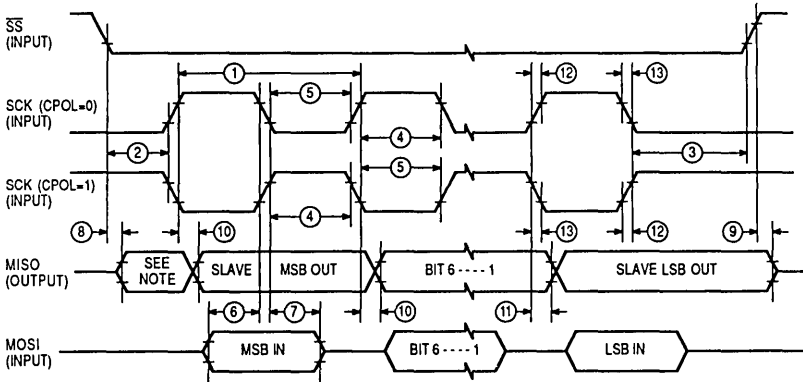 SS
(INPUT)
① ⑫ ⑬
SCK (CPOL=0)
(INPUT)
⑤
④
② ③
SCK (CPOL=1)
(INPUT)
⑤
④
⑧ ⑩ ⑬ ⑫ ⑨
MISO
(OUTPUT)
SEE
NOTE
SLAVE MSB OUT BIT 6 ---- 1 SLAVE LSB OUT
⑥ ⑦ ⑩ ⑪
MOSI
(INPUT)
MSB IN BIT 6 ---- 1 LSB IN